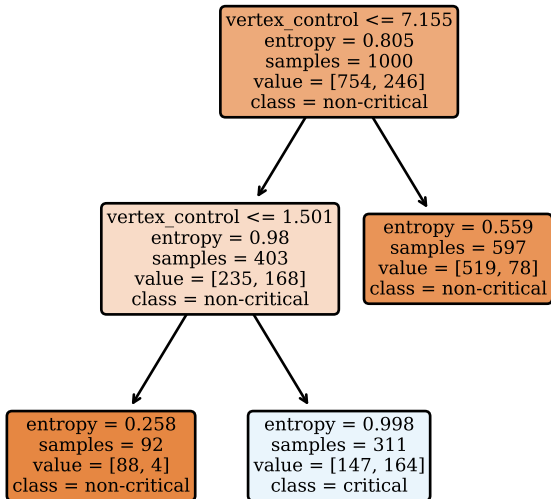 vertex_control <= 7.155
entropy = 0.805
samples = 1000
value = [754, 246]
class = non-critical
vertex_control <= 1.501
entropy = 0.98
samples = 403
value = [235, 168]
class = non-critical
entropy = 0.559
samples = 597
value = [519, 78]
class = non-critical
entropy = 0.258
samples = 92
value = [88, 4]
class = non-critical
entropy = 0.998
samples = 311
value = [147, 164]
class = critical